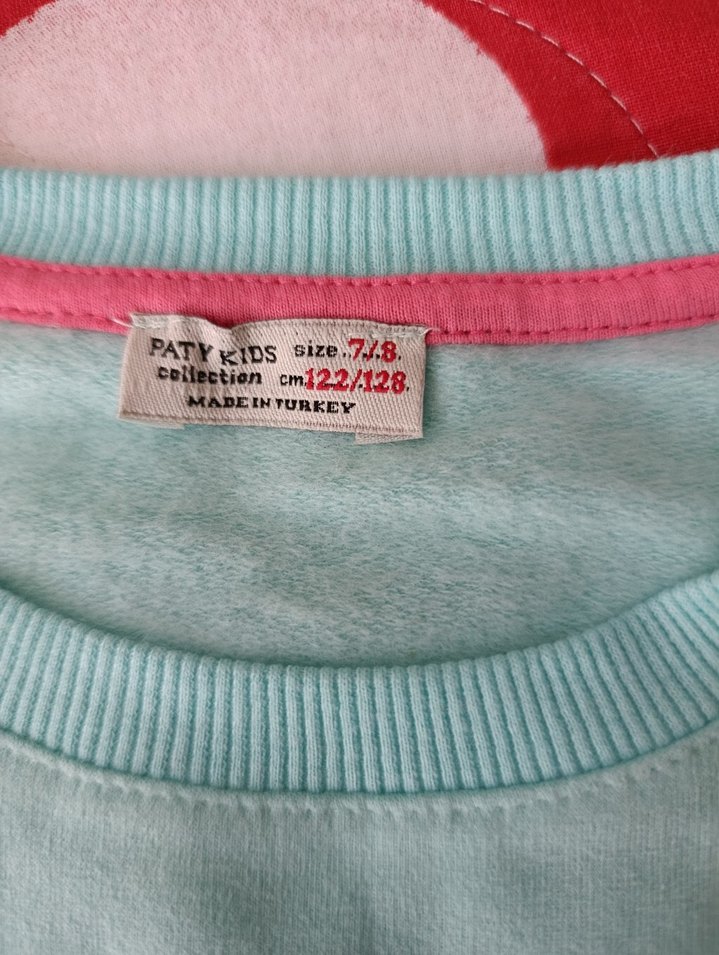 PATY KIDS size.7/.8.
collection cm.122/.128.
MADE IN TURKEY